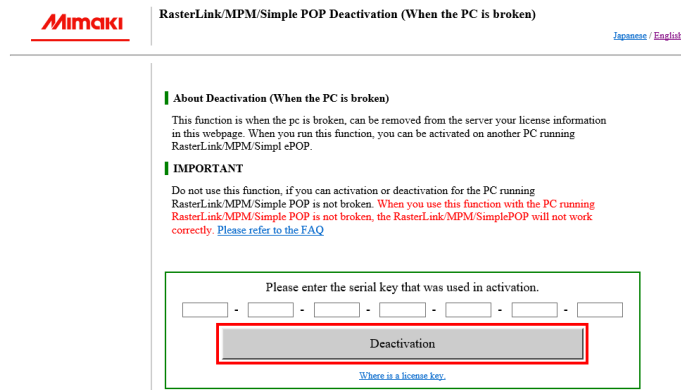 Mimaki
RasterLink/MPM/Simple POP Deactivation (When the PC is broken)
Japanese / English
About Deactivation (When the PC is broken)
This function is when the pc is broken, can be removed from the server your license information
in this webpage. When you run this function, you can be activated on another PC running
RasterLink/MPM/Simpl ePOP.
IMPORTANT
Do not use this function, if you can activation or deactivation for the PC running
RasterLink/MPM/Simple POP is not broken. When you use this function with the PC running
RasterLink/MPM/Simple POP is not broken, the RasterLink/MPM/SimplePOP will not work
correctly. Please refer to the FAQ
Please enter the serial key that was used in activation.
- - - - - -
Deactivation
Where is a license key.